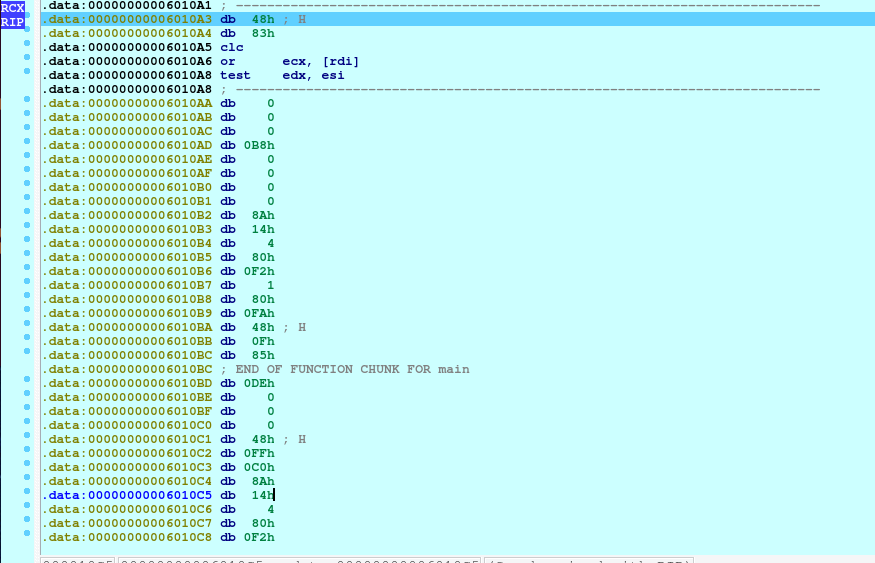 .data:00000000006010A1 ; ---------------------------------------------------------------------------
RCX
.data:00000000006010A3 db  48h ; H
RIP
.data:00000000006010A4 db  83h
.data:00000000006010A5 clc
.data:00000000006010A6 or      ecx, [rdi]
.data:00000000006010A8 test    edx, esi
.data:00000000006010A8 ; ---------------------------------------------------------------------------
.data:00000000006010AA db    0
.data:00000000006010AB db    0
.data:00000000006010AC db    0
.data:00000000006010AD db 0B8h
.data:00000000006010AE db    0
.data:00000000006010AF db    0
.data:00000000006010B0 db    0
.data:00000000006010B1 db    0
.data:00000000006010B2 db  8Ah
.data:00000000006010B3 db  14h
.data:00000000006010B4 db    4
.data:00000000006010B5 db  80h
.data:00000000006010B6 db 0F2h
.data:00000000006010B7 db    1
.data:00000000006010B8 db  80h
.data:00000000006010B9 db 0FAh
.data:00000000006010BA db  48h ; H
.data:00000000006010BB db  0Fh
.data:00000000006010BC db  85h
.data:00000000006010BC ; END OF FUNCTION CHUNK FOR main
.data:00000000006010BD db 0DEh
.data:00000000006010BE db    0
.data:00000000006010BF db    0
.data:00000000006010C0 db    0
.data:00000000006010C1 db  48h ; H
.data:00000000006010C2 db 0FFh
.data:00000000006010C3 db 0C0h
.data:00000000006010C4 db  8Ah
.data:00000000006010C5 db  14h
.data:00000000006010C6 db    4
.data:00000000006010C7 db  80h
.data:00000000006010C8 db 0F2h